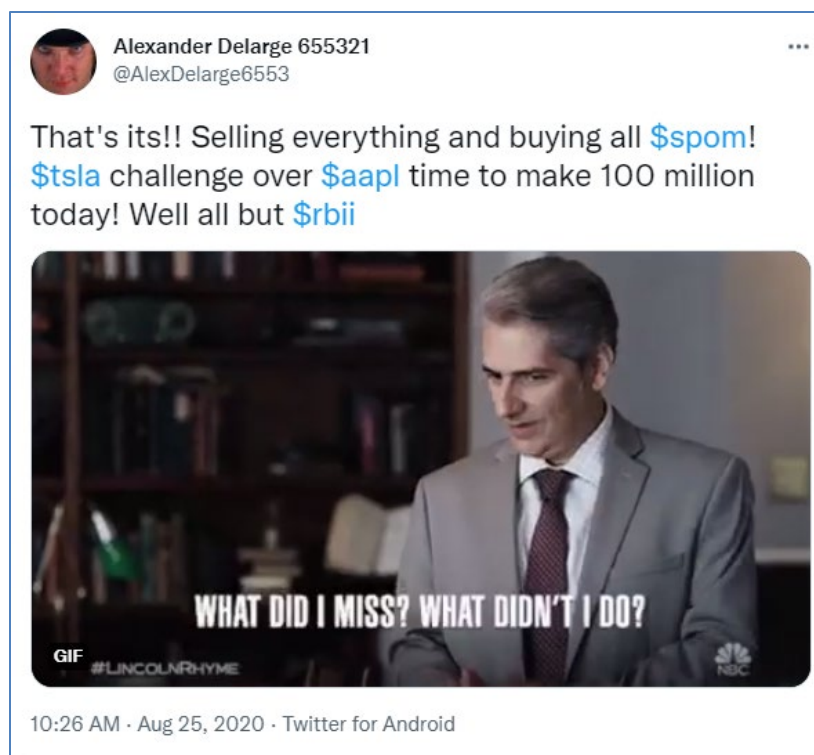 Alexander Delarge 655321
@AlexDelarge6553
That's its!! Selling everything and buying all $spom!
$tsla challenge over $aapl time to make 100 million
today! Well all but $rbii
WHAT DID I MISS? WHAT DIDN'T I DO?
GIF #LINCOLNRHYME
NBC
10:26 AM · Aug 25, 2020 · Twitter for Android